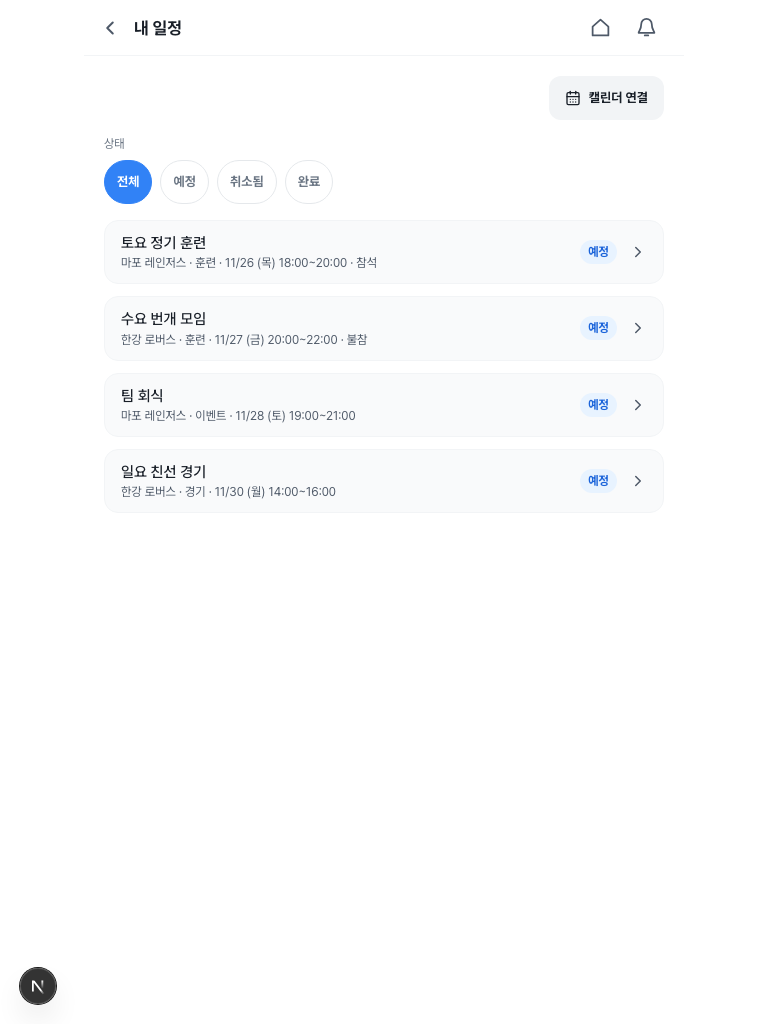 내 일정
캘린더 연결
상태
전체
예정
취소됨
완료
토요 정기 훈련
마포 레인저스 · 훈련 · 11/26 (목) 18:00~20:00 · 참석
예정
수요 번개 모임
한강 로버스 · 훈련 · 11/27 (금) 20:00~22:00 · 불참
예정
팀 회식
마포 레인저스 · 이벤트 · 11/28 (토) 19:00~21:00
예정
일요 친선 경기
한강 로버스 · 경기 · 11/30 (월) 14:00~16:00
예정
N